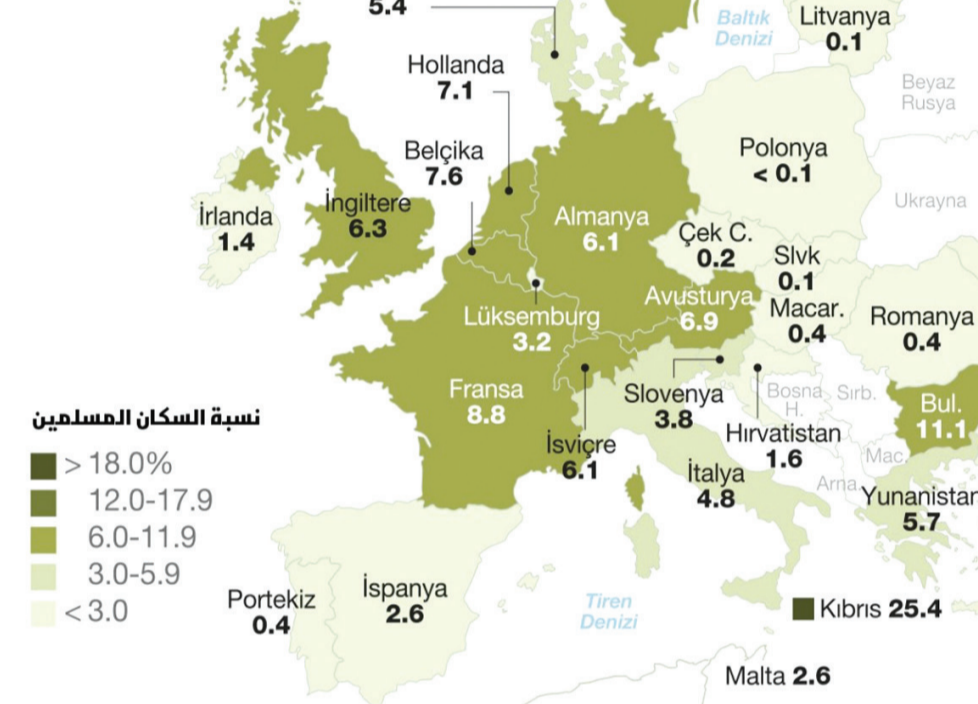 5.4
Baltık
Denizi
Litvanya
0.1
Hollanda
7.1
Beyaz
Rusya
Belçika
7.6
Polonya
< 0.1
Ukrayna
İrlanda
1.4
İngiltere
6.3
Almanya
6.1
Çek C.
0.2
Slvk
0.1
Avusturya
6.9
Macar.
0.4
Romanya
0.4
Lüksemburg
3.2
Fransa
8.8
Slovenya
3.8
Bosna
H.
Sırb.
Bul.
11.1
Hırvatistan
1.6
İsviçre
6.1
Mac.
İtalya
4.8
Arna.
Yunanistan
5.7
نسبة السكان المسلمين
> 18.0%
12.0-17.9
6.0-11.9
3.0-5.9
< 3.0
Portekiz
0.4
İspanya
2.6
Tiren
Denizi
Kıbrıs 25.4
Malta 2.6